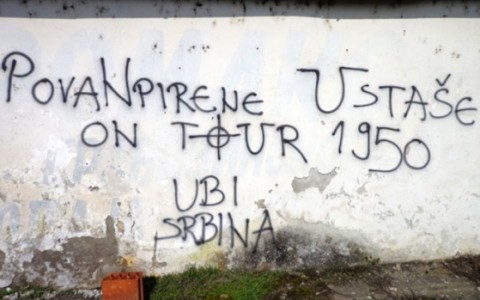 POVANPIRENE USTAŠE
ON TOUR 1950
UBI
SRBINA